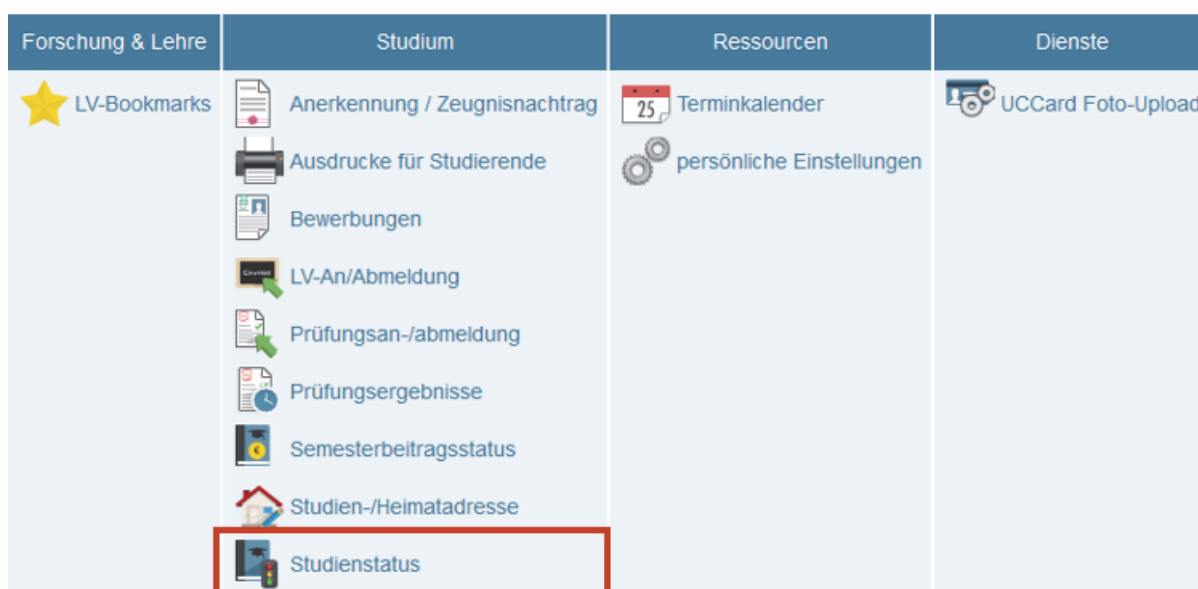 Forschung & Lehre
Studium
Ressourcen
Dienste
LV-Bookmarks
Anerkennung / Zeugnisnachtrag
Ausdrucke für Studierende
Bewerbungen
LV-An/Abmeldung
Prüfungsan-/abmeldung
Prüfungsergebnisse
Semesterbeitragsstatus
Studien-/Heimatadresse
Studienstatus
25
Terminkalender
persönliche Einstellungen
UCCard Foto-Upload